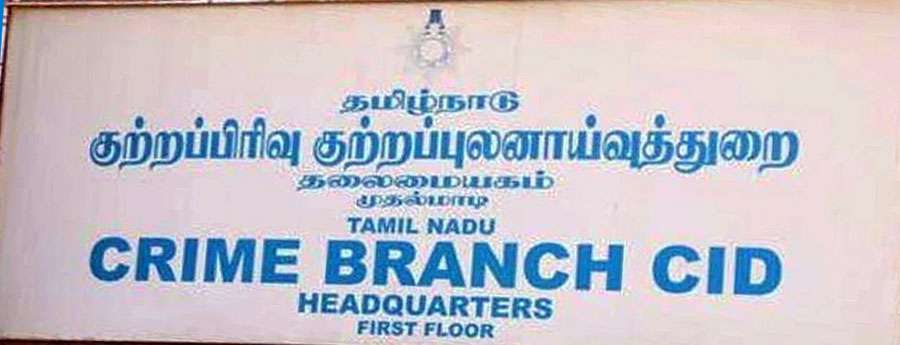 தமிழ்நாடு
குற்றப்பிரிவு குற்றப்புலனாய்வுத்துறை
தலைமையகம்
முதல்மாடி
TAMIL NADU
CRIME BRANCH CID
HEADQUARTERS
FIRST FLOOR